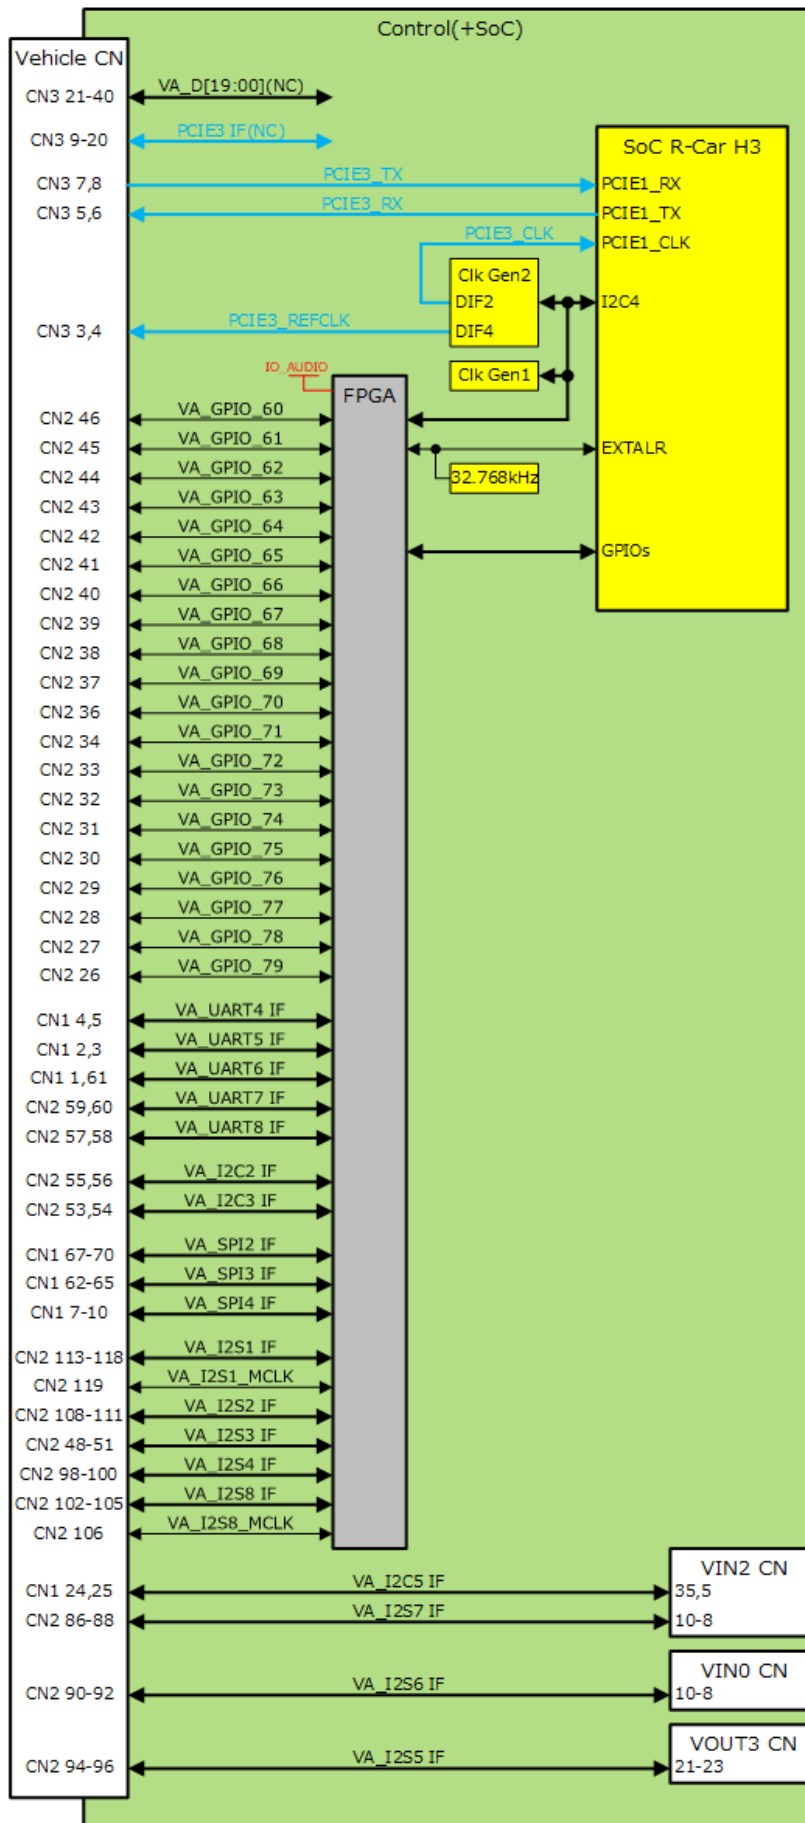 Control(+SoC)
Vehicle CN
CN3 21-40 VA_D[19:00](NC)
CN3 9-20 PCIE3 IF(NC)
SoC R-Car H3
CN3 7,8 PCIE3_TX PCIE1_RX
CN3 5,6 PCIE3_RX PCIE1_TX
PCIE3_CLK PCIE1_CLK
Clk Gen2
DIF2 I2C4
CN3 3,4 PCIE3_REFCLK DIF4
IO_AUDIO Clk Gen1
FPGA
CN2 46 VA_GPIO_60
CN2 45 VA_GPIO_61 EXTALR
CN2 44 VA_GPIO_62 32.768kHz
CN2 43 VA_GPIO_63
CN2 42 VA_GPIO_64
CN2 41 VA_GPIO_65 GPIOs
CN2 40 VA_GPIO_66
CN2 39 VA_GPIO_67
CN2 38 VA_GPIO_68
CN2 37 VA_GPIO_69
CN2 36 VA_GPIO_70
CN2 34 VA_GPIO_71
CN2 33 VA_GPIO_72
CN2 32 VA_GPIO_73
CN2 31 VA_GPIO_74
CN2 30 VA_GPIO_75
CN2 29 VA_GPIO_76
CN2 28 VA_GPIO_77
CN2 27 VA_GPIO_78
CN2 26 VA_GPIO_79
CN1 4,5 VA_UART4 IF
CN1 2,3 VA_UART5 IF
CN1 1,61 VA_UART6 IF
CN2 59,60 VA_UART7 IF
CN2 57,58 VA_UART8 IF
CN2 55,56 VA_I2C2 IF
CN2 53,54 VA_I2C3 IF
CN1 67-70 VA_SPI2 IF
CN1 62-65 VA_SPI3 IF
CN1 7-10 VA_SPI4 IF
CN2 113-118 VA_I2S1 IF
CN2 119 VA_I2S1_MCLK
CN2 108-111 VA_I2S2 IF
CN2 48-51 VA_I2S3 IF
CN2 98-100 VA_I2S4 IF
CN2 102-105 VA_I2S8 IF
CN2 106 VA_I2S8_MCLK
VIN2 CN
CN1 24,25 VA_I2C5 IF 35,5
CN2 86-88 VA_I2S7 IF 10-8
VIN0 CN
CN2 90-92 VA_I2S6 IF 10-8
VOUT3 CN
CN2 94-96 VA_I2S5 IF 21-23